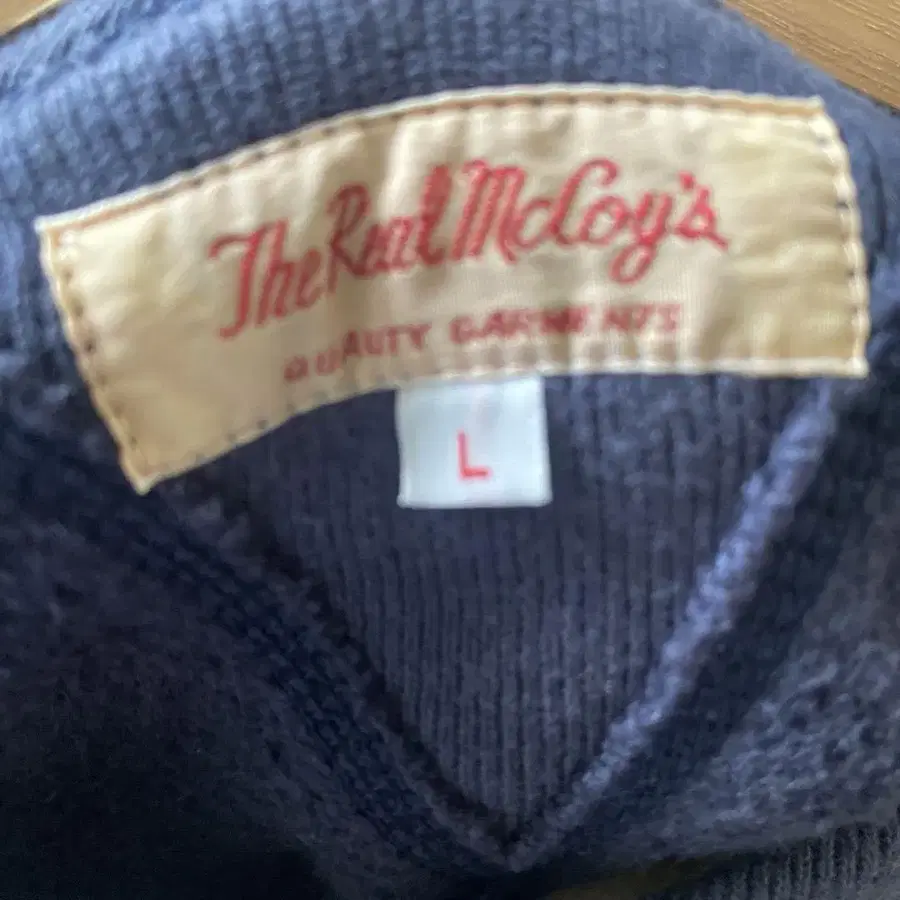 The Real McCoy's
QUALITY GARMENTS
L